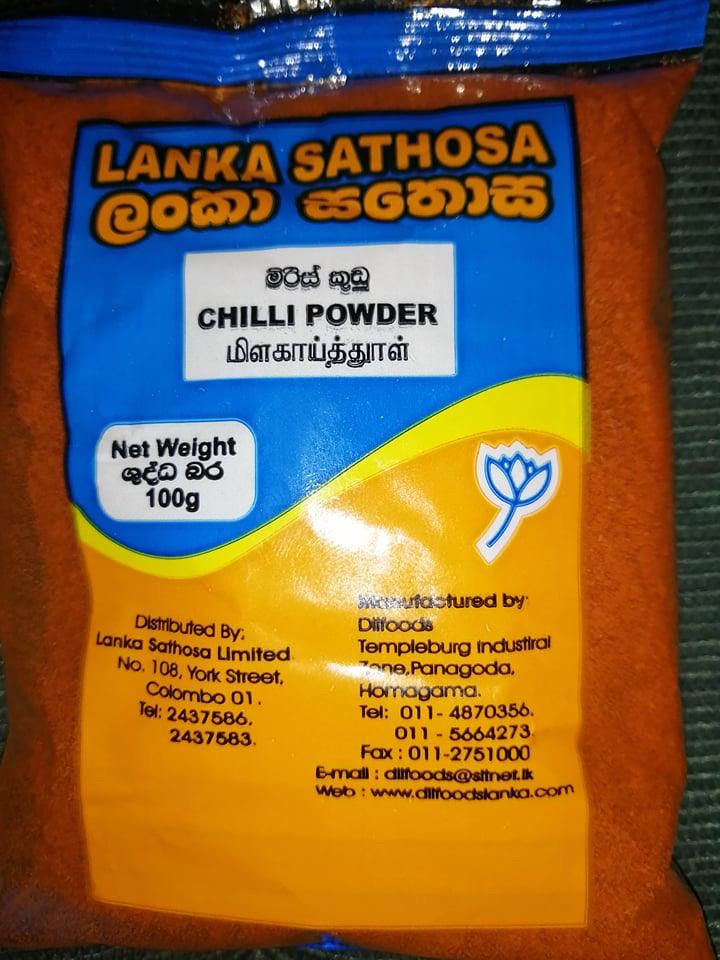 LANKA SATHOSA
ලංකා සතොස
මිරිස් කුඩු
CHILLI POWDER
மிளகாய்த்தூள்
Net Weight
ශුද්ධ බර
100g
Distributed By:
Lanka Sathosa Limited
No. 108, York Street,
Colombo 01.
Tel: 2437586,
2437583.
Manufactured by:
Dilfoods
Templeburg Industiral
Zone,Panagoda,
Homagama.
Tel: 011- 4870356.
011 - 5664273
Fax : 011-2751000
E-mail : dilfoods@sltnet.lk
Web : www.dilfoodslanka.com